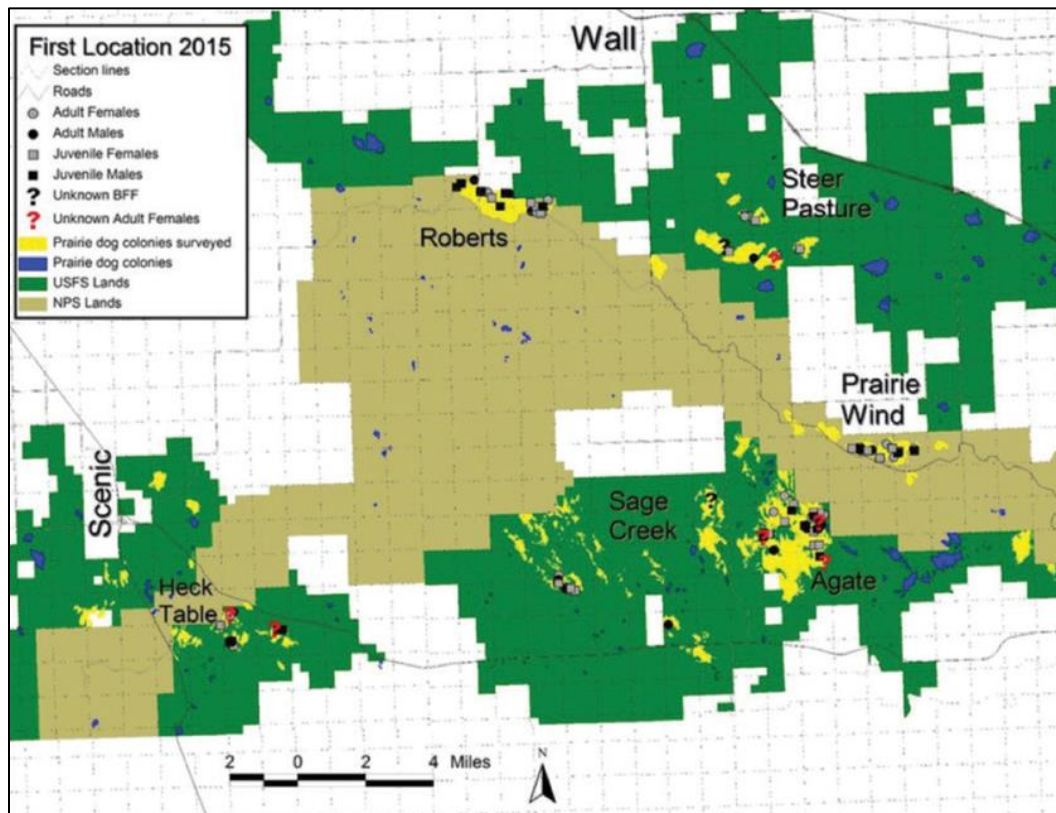 First Location 2015
Section lines
Roads
Adult Females
Adult Males
Juvenile Females
Juvenile Males
? Unknown BFF
? Unknown Adult Females
Prairie dog colonies surveyed
Prairie dog colonies
USFS Lands
NPS Lands
Wall
Steer
Pasture
Roberts
Prairie
Wind
Scenic
Sage
Creek
Agate
Heck
Table
2 0 2 4 Miles
N